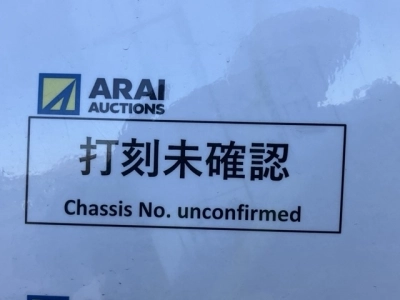 ARAI
AUCTIONS
打刻未確認
Chassis No. unconfirmed